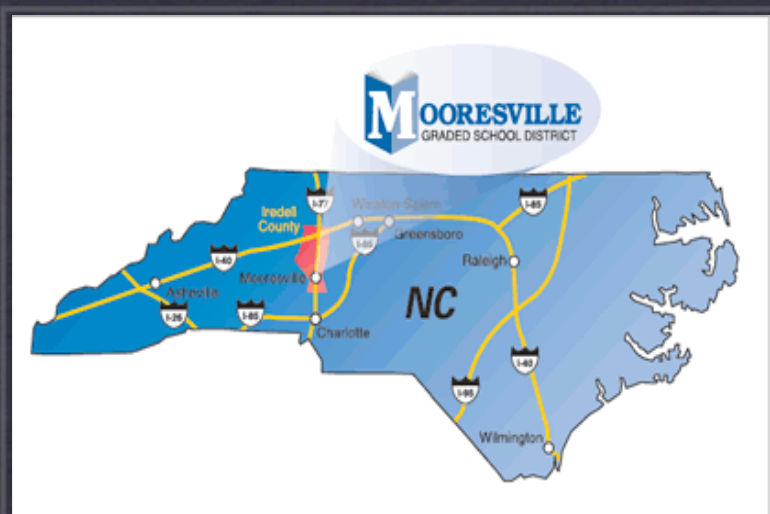 MOORESVILLE
GRADED SCHOOL DISTRICT
I-77
Iredell
County
Winston-Salem
I-85
Greensboro
I-85
I-40
Raleigh
Mooresville
Asheville
NC
I-26
I-85
Charlotte
I-40
I-95
Wilmington